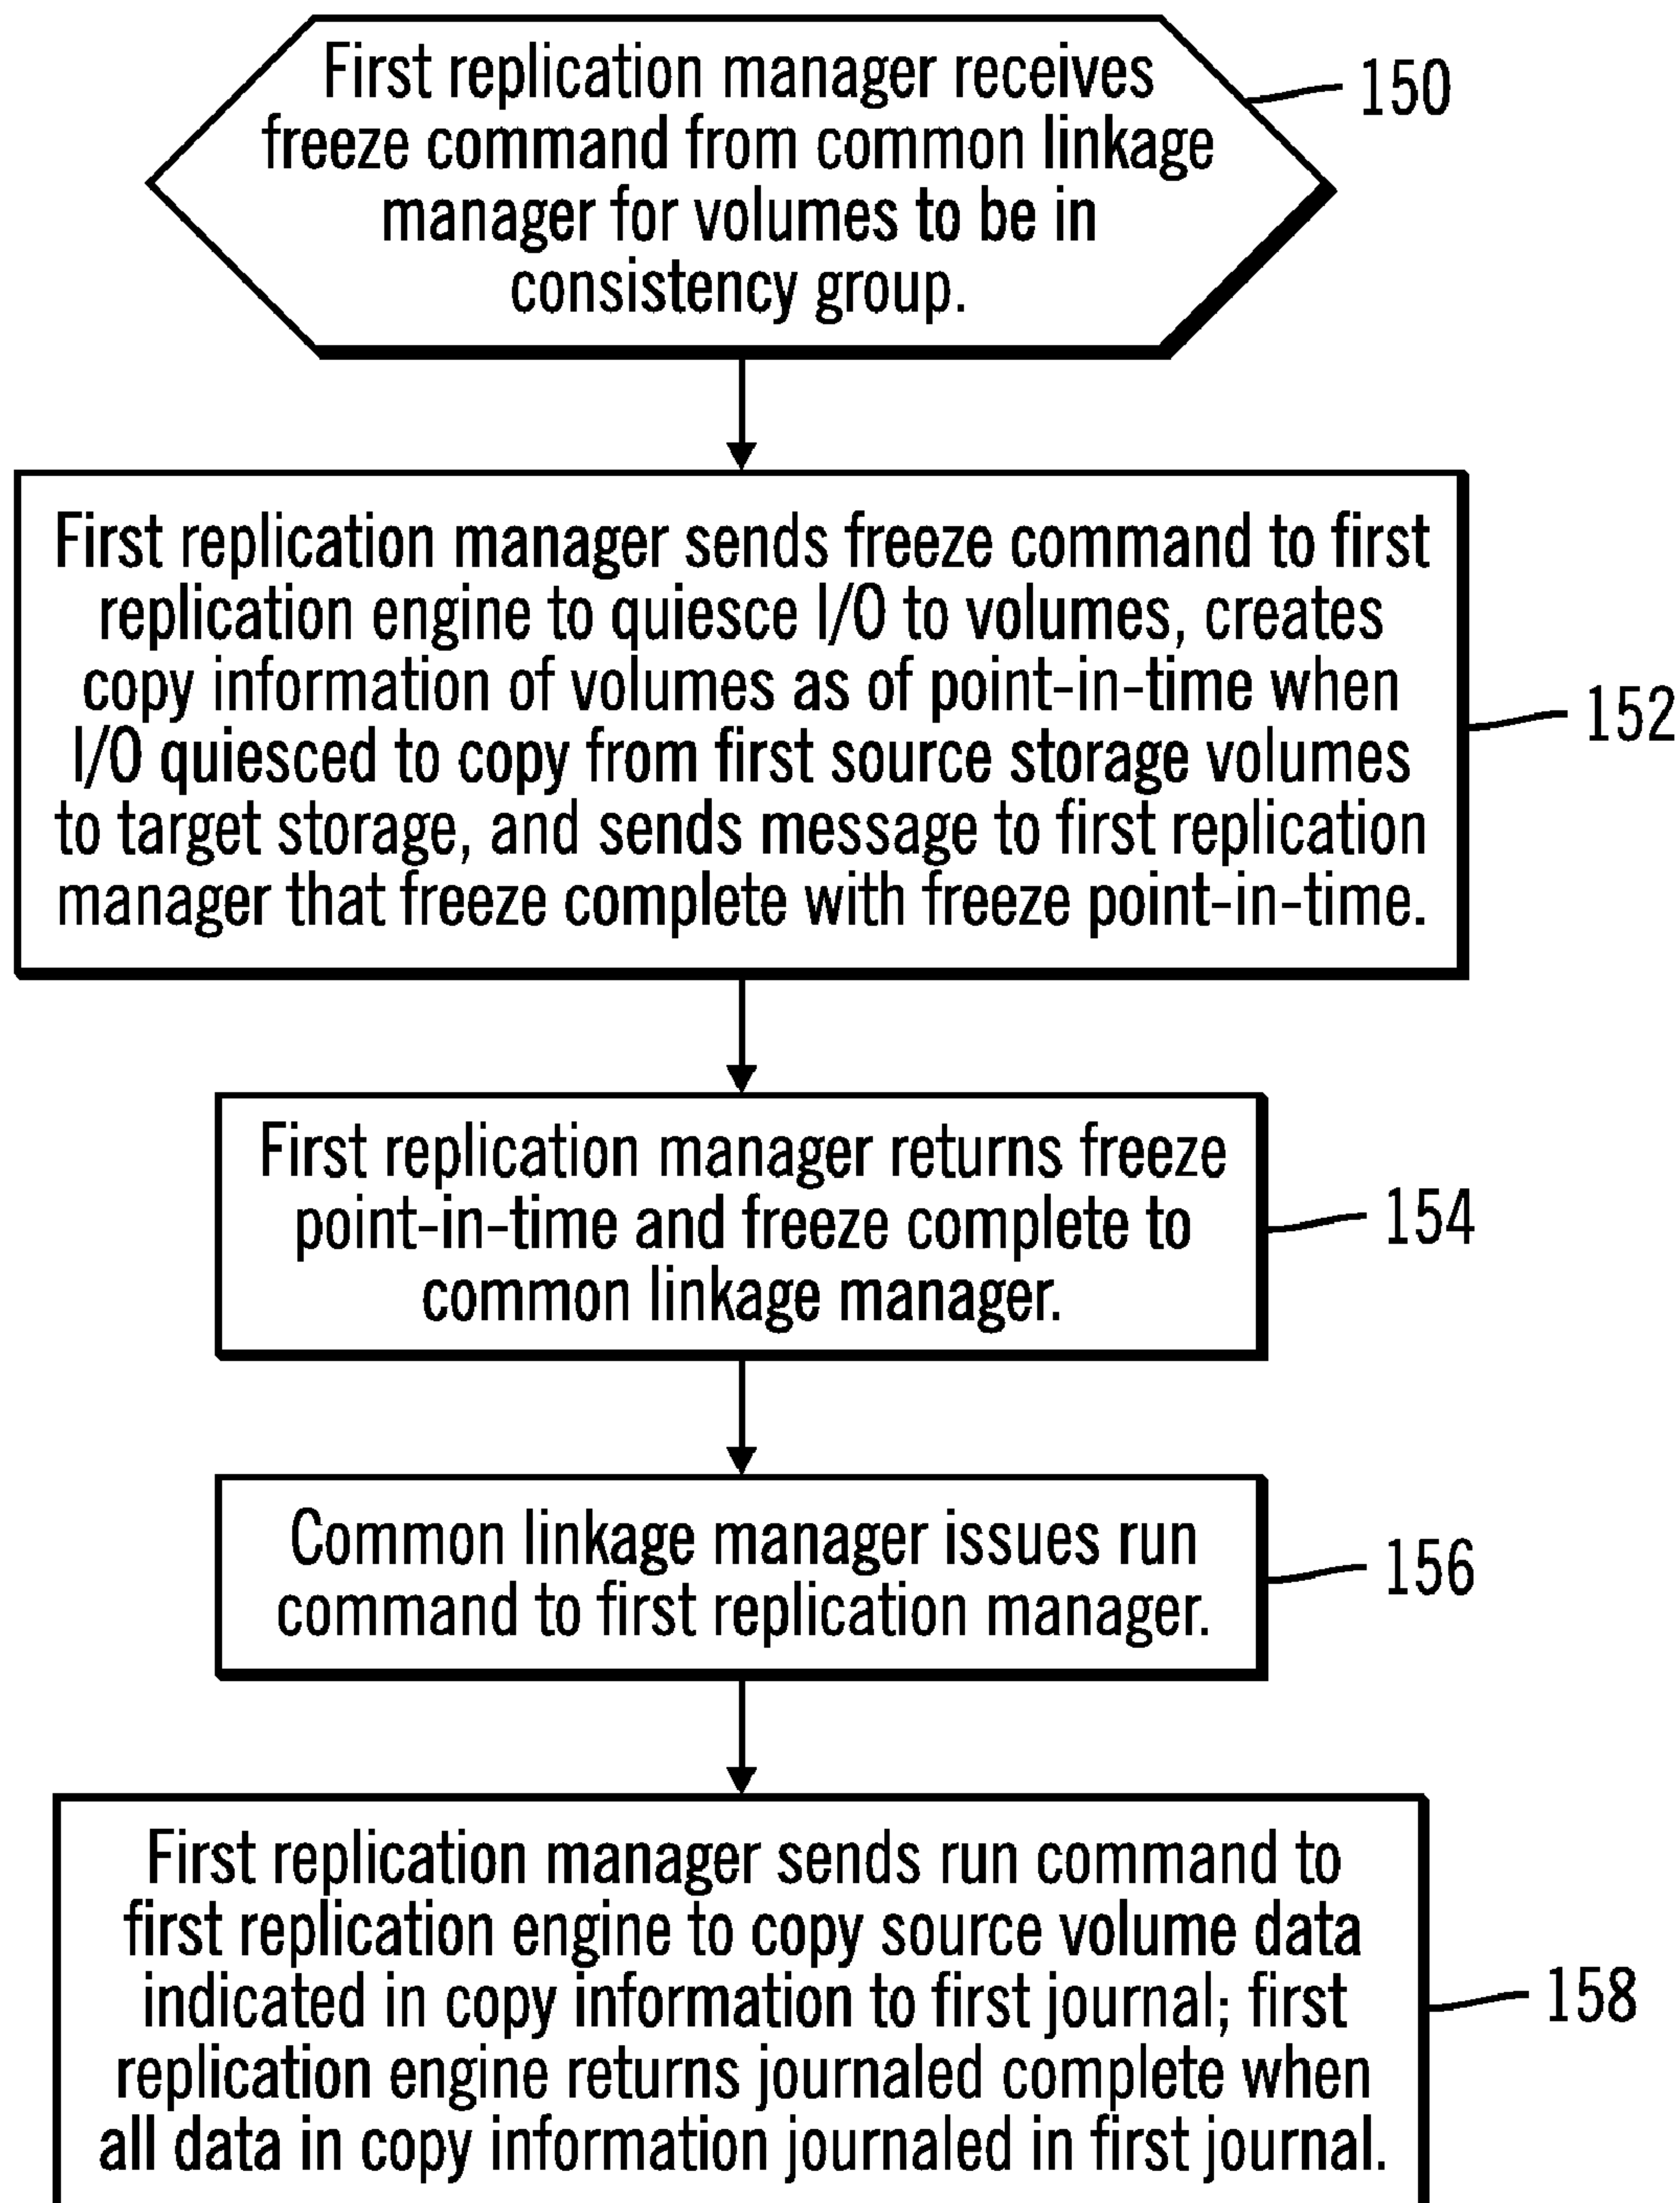 First replication manager receives
freeze command from common linkage
manager for volumes to be in
consistency group.
150
First replication manager sends freeze command to first
replication engine to quiesce I/O to volumes, creates
copy information of volumes as of point-in-time when
I/O quiesced to copy from first source storage volumes
to target storage, and sends message to first replication
manager that freeze complete with freeze point-in-time.
152
First replication manager returns freeze
point-in-time and freeze complete to
common linkage manager.
154
Common linkage manager issues run
command to first replication manager.
156
First replication manager sends run command to
first replication engine to copy source volume data
indicated in copy information to first journal; first
replication engine returns journaled complete when
all data in copy information journaled in first journal.
158